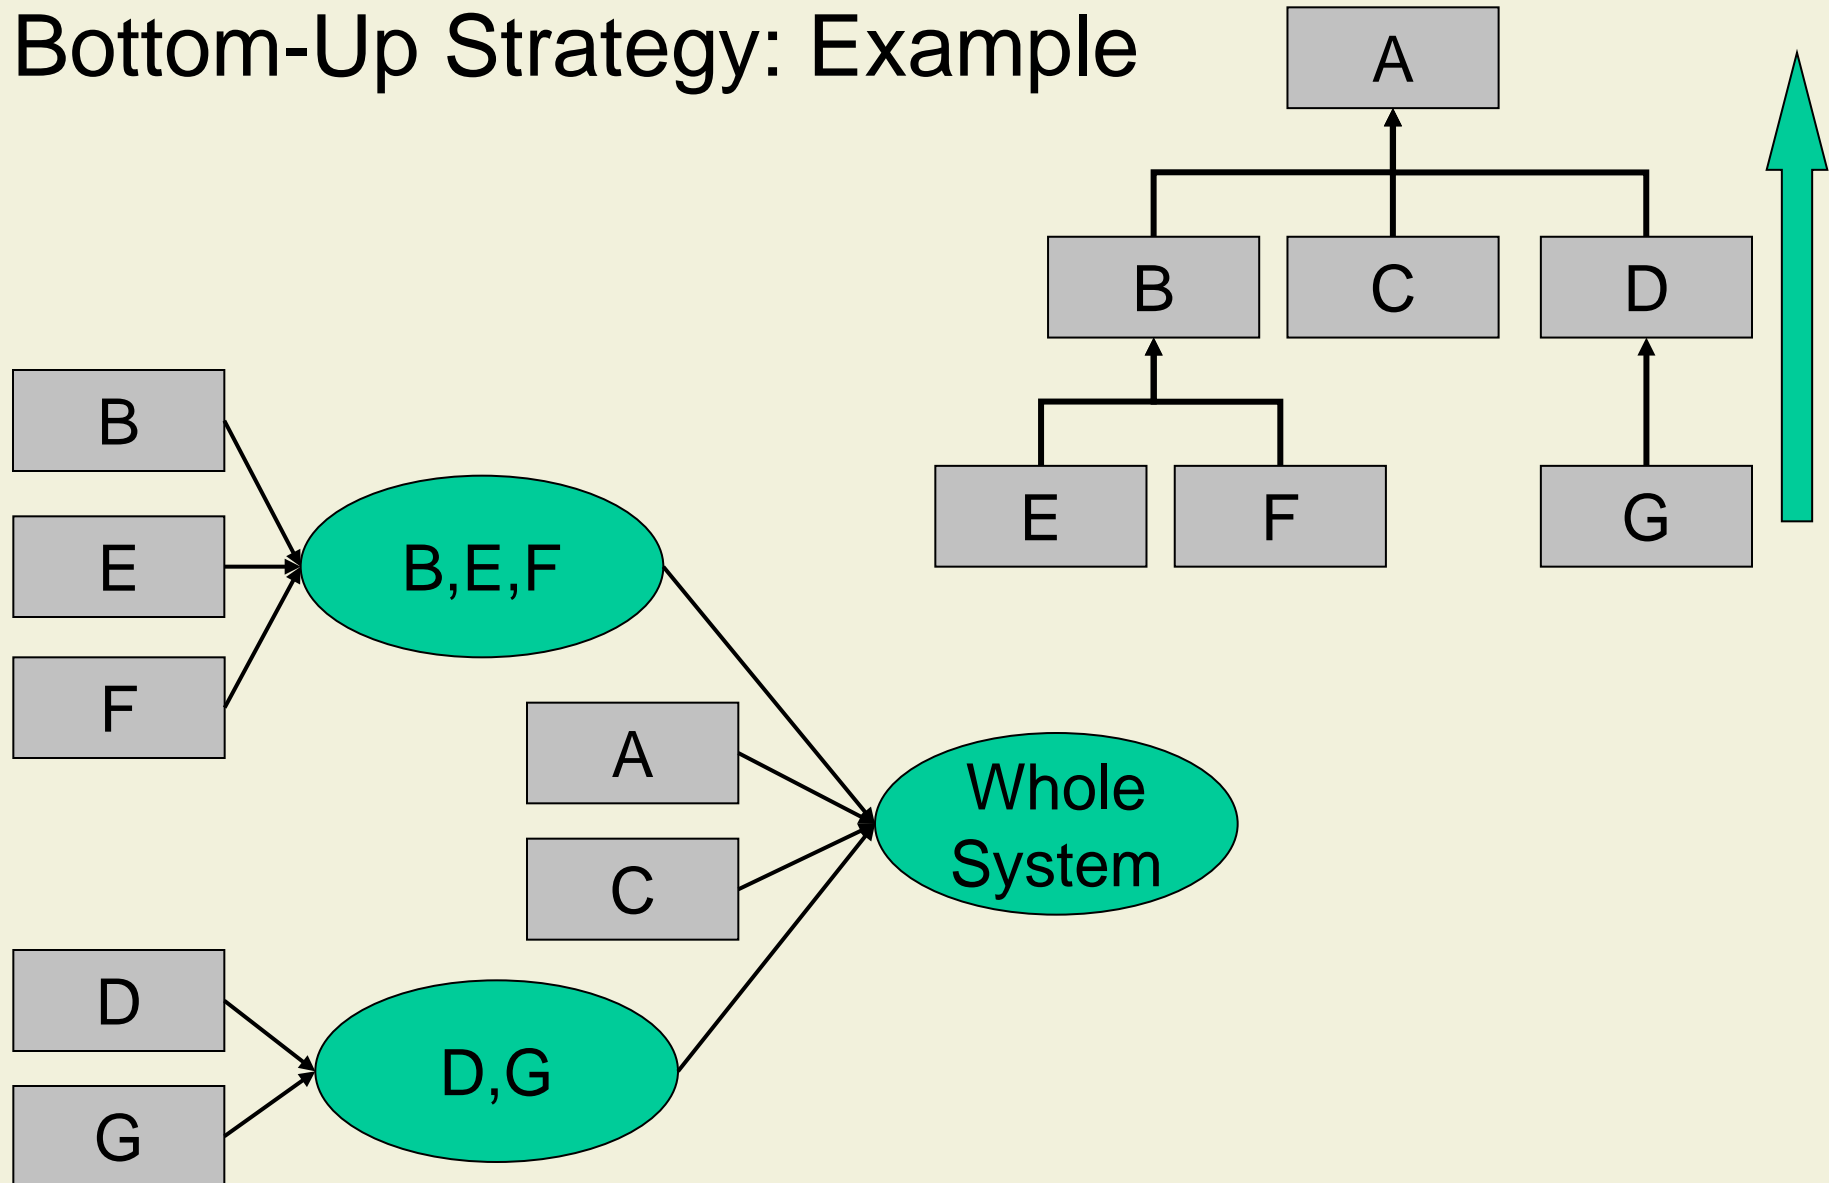 Bottom-Up Strategy: Example
A
B
C
D
E
F
G
B
E
F
B,E,F
A
C
Whole
System
D
G
D,G